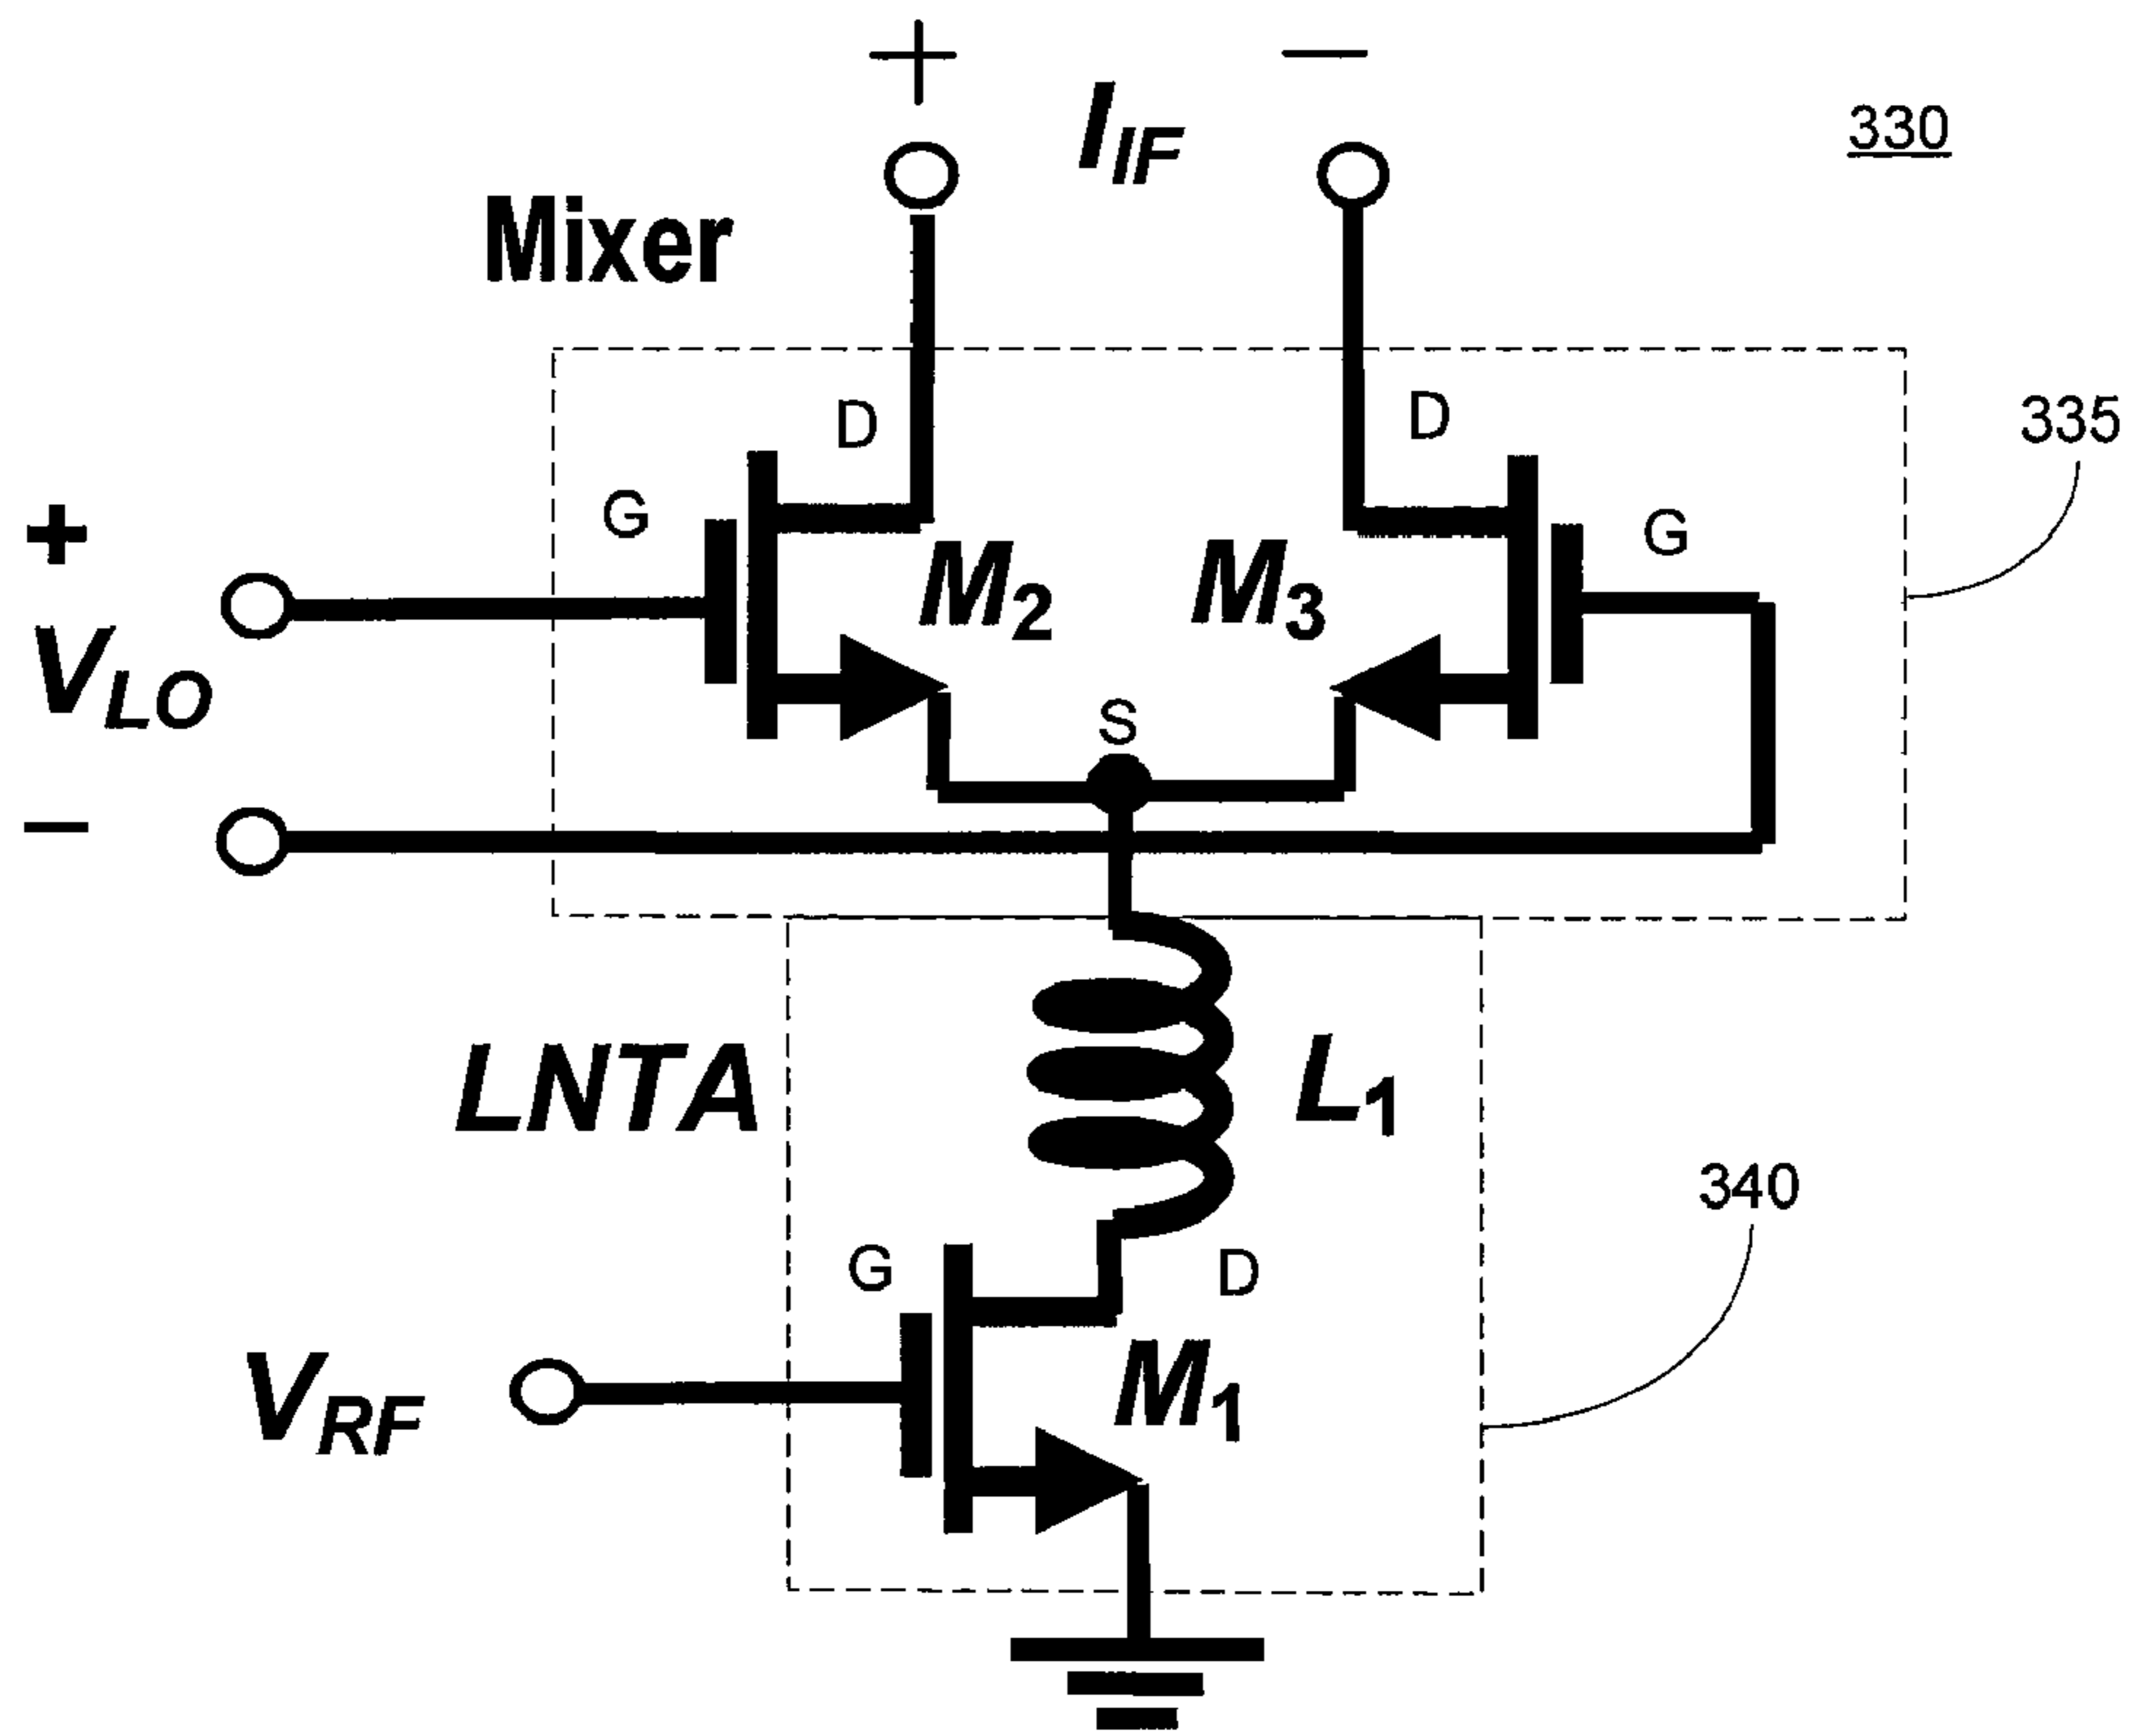 + −
I_IF
330
Mixer
335
D D
G G
+
M2 M3
V_LO
S
−
LNTA
L1
340
G D
V_RF
M1